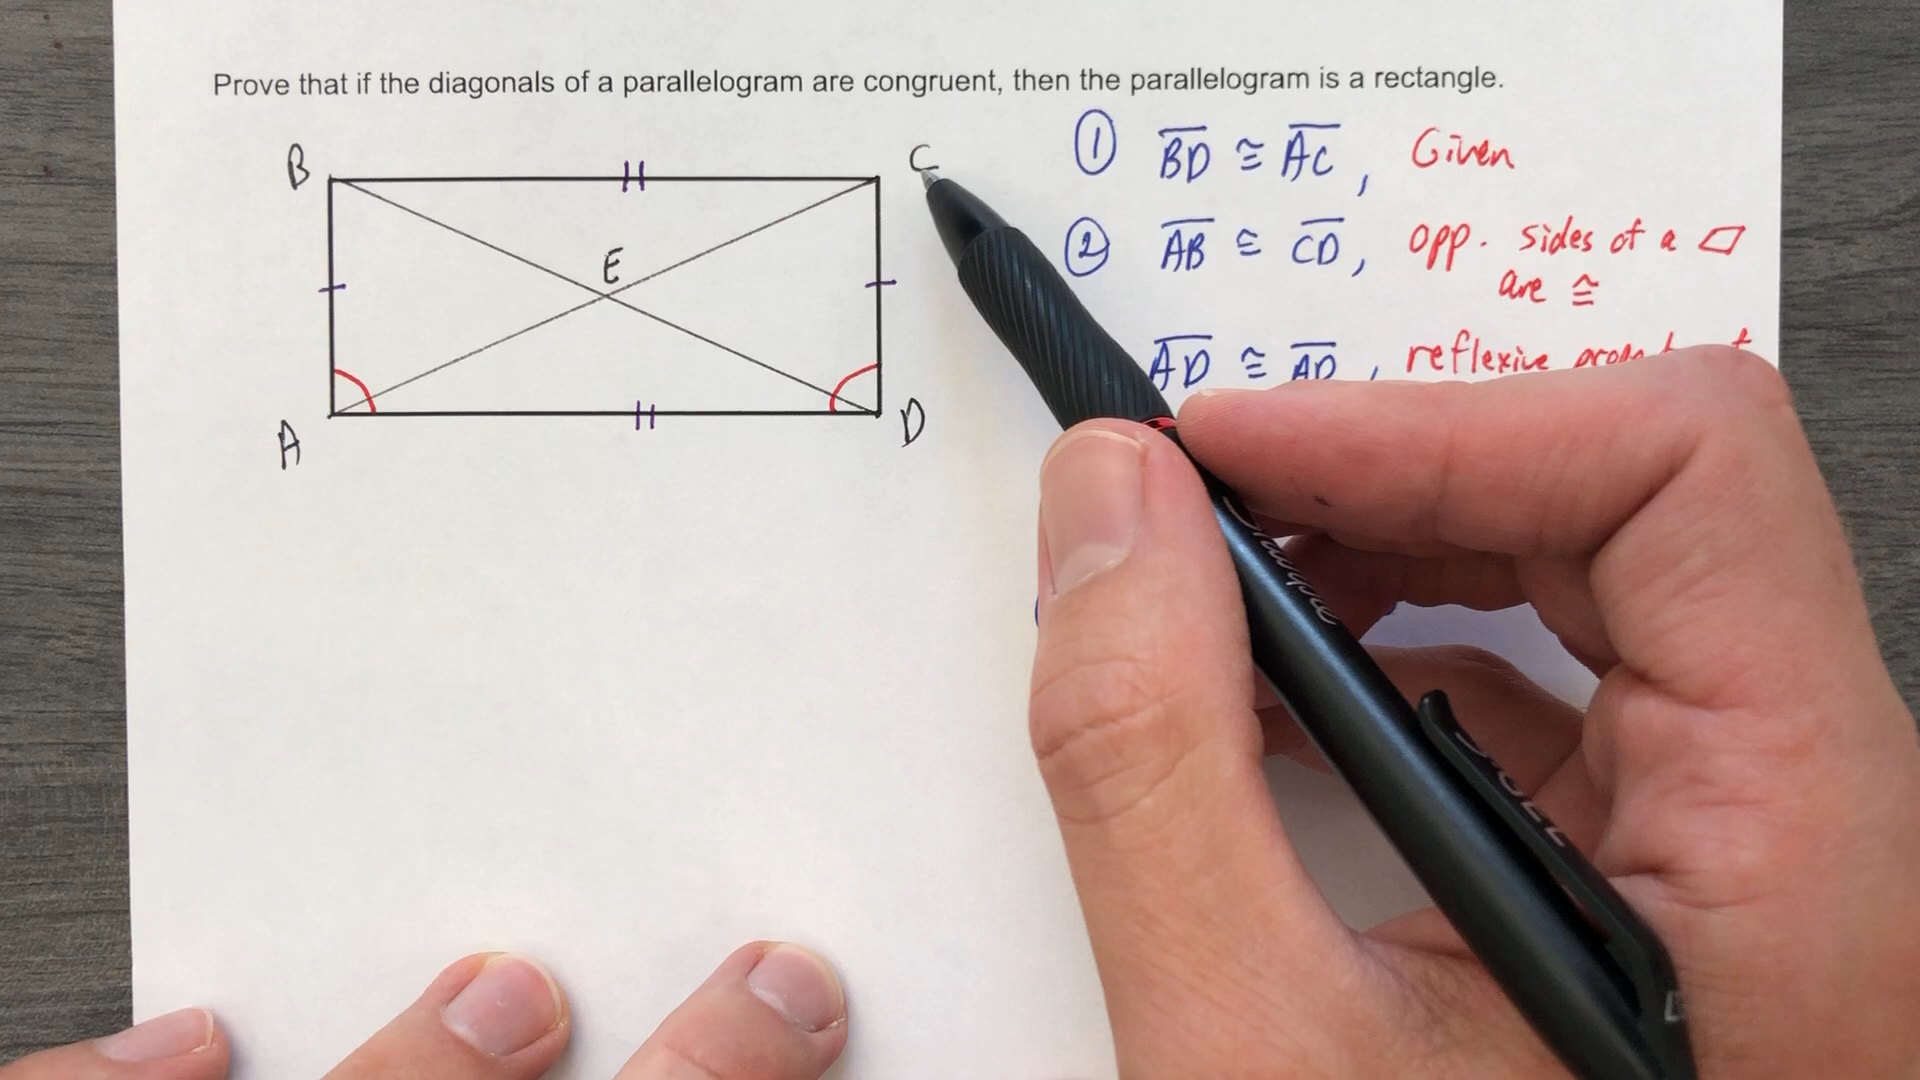 Prove that if the diagonals of a parallelogram are congruent, then the parallelogram is a rectangle.
B
C
E
A
D
① BD ≅ AC, Given
② AB ≅ CD, opp. sides of a ▱
are ≅
AD ≅ AD, reflexive
Sharpie